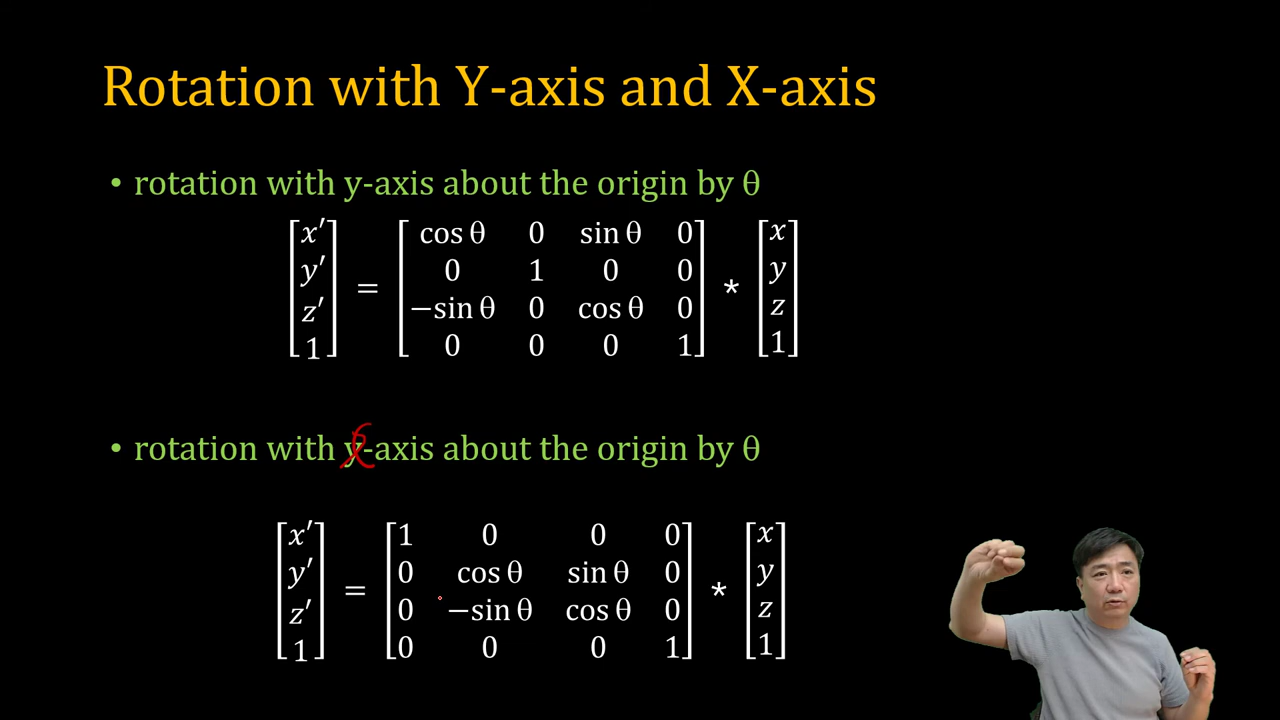 Rotation with Y-axis and X-axis
• rotation with y-axis about the origin by θ
[x′ y′ z′ 1] = [cos θ 0 sin θ 0
0 1 0 0
−sin θ 0 cos θ 0
0 0 0 1] * [x y z 1]
• rotation with y-axis about the origin by θ
[x′ y′ z′ 1] = [1 0 0 0
0 cos θ sin θ 0
0 −sin θ cos θ 0
0 0 0 1] * [x y z 1]